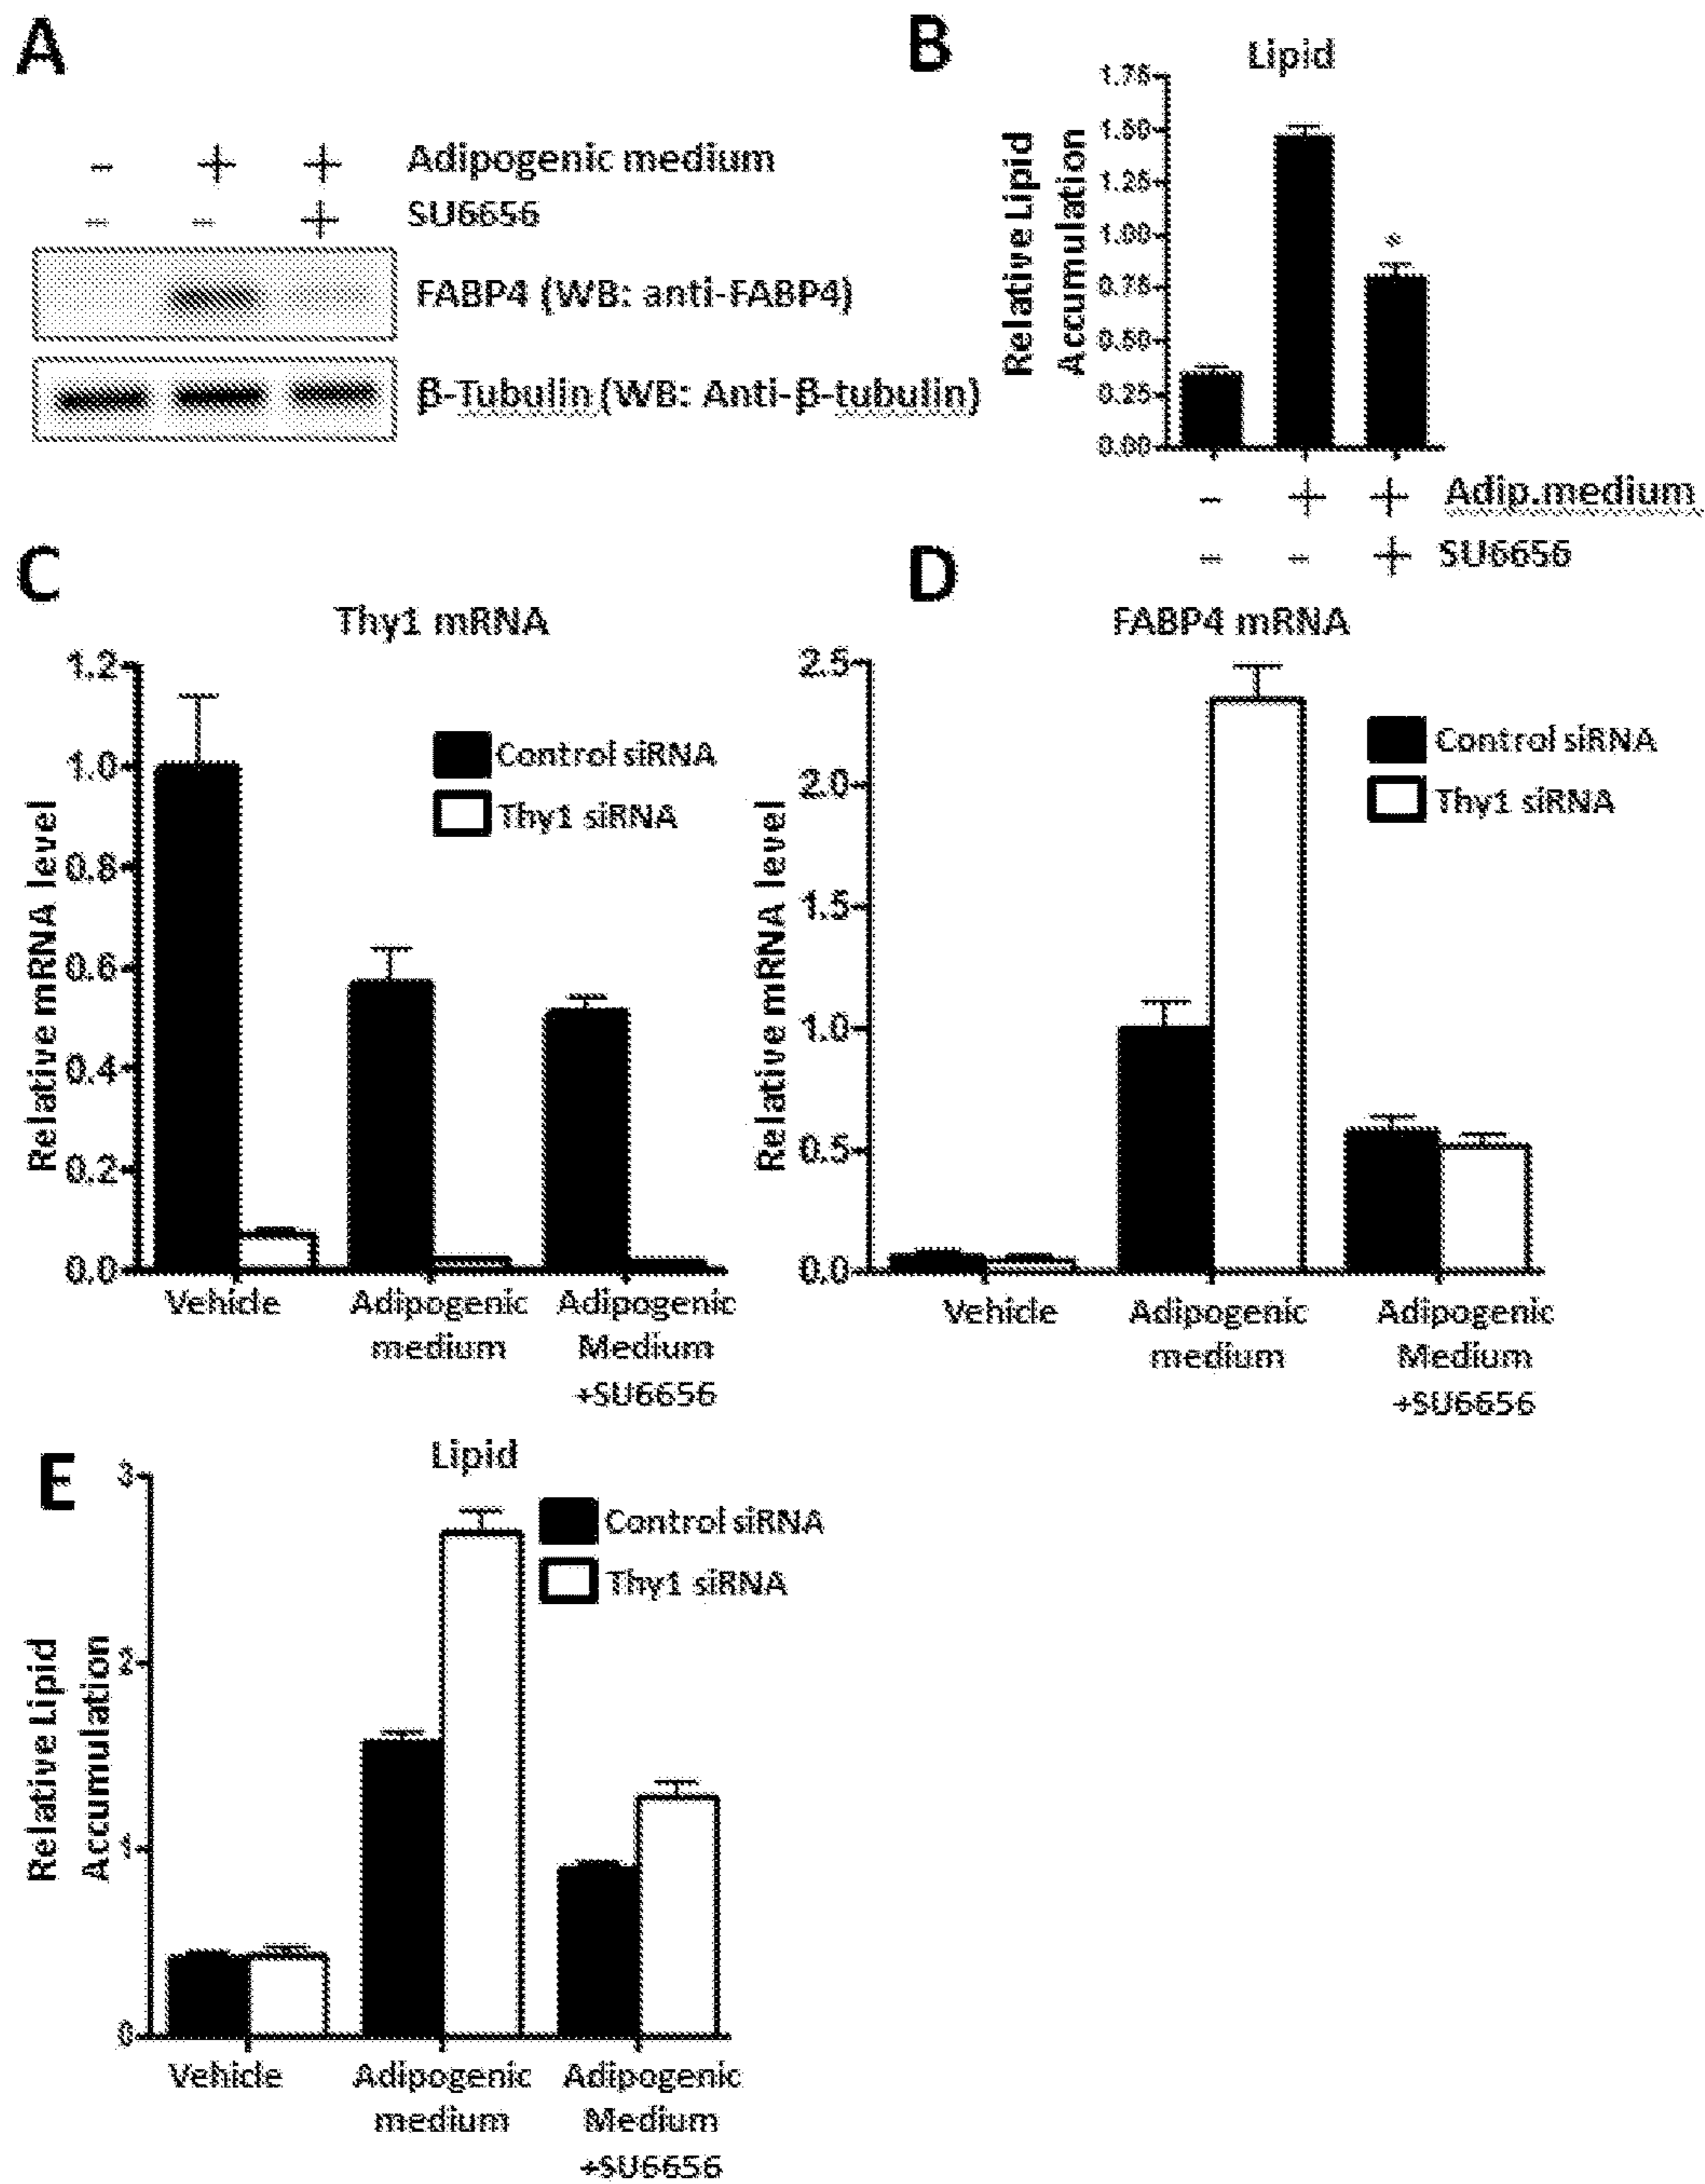 A
- + + Adipogenic medium
- - + SU6656
FABP4 (WB: anti-FABP4)
β-Tubulin (WB: Anti-β-tubulin)
B
Lipid
Relative Lipid
Accumulation
1.75
1.50
1.25
1.00
0.75
0.50
0.25
0.00
*
- + + Adip.medium
- - + SU6656
C
Thy1 mRNA
Relative mRNA level
1.2
1.0
0.8
0.6
0.4
0.2
0.0
Control siRNA
Thy1 siRNA
Vehicle
Adipogenic
medium
Adipogenic
Medium
+SU6656
D
FABP4 mRNA
Relative mRNA level
2.5
2.0
1.5
1.0
0.5
0.0
Control siRNA
Thy1 siRNA
Vehicle
Adipogenic
medium
Adipogenic
Medium
+SU6656
E
Lipid
Relative Lipid
Accumulation
3
2
1
0
Control siRNA
Thy1 siRNA
Vehicle
Adipogenic
medium
Adipogenic
Medium
+SU6656